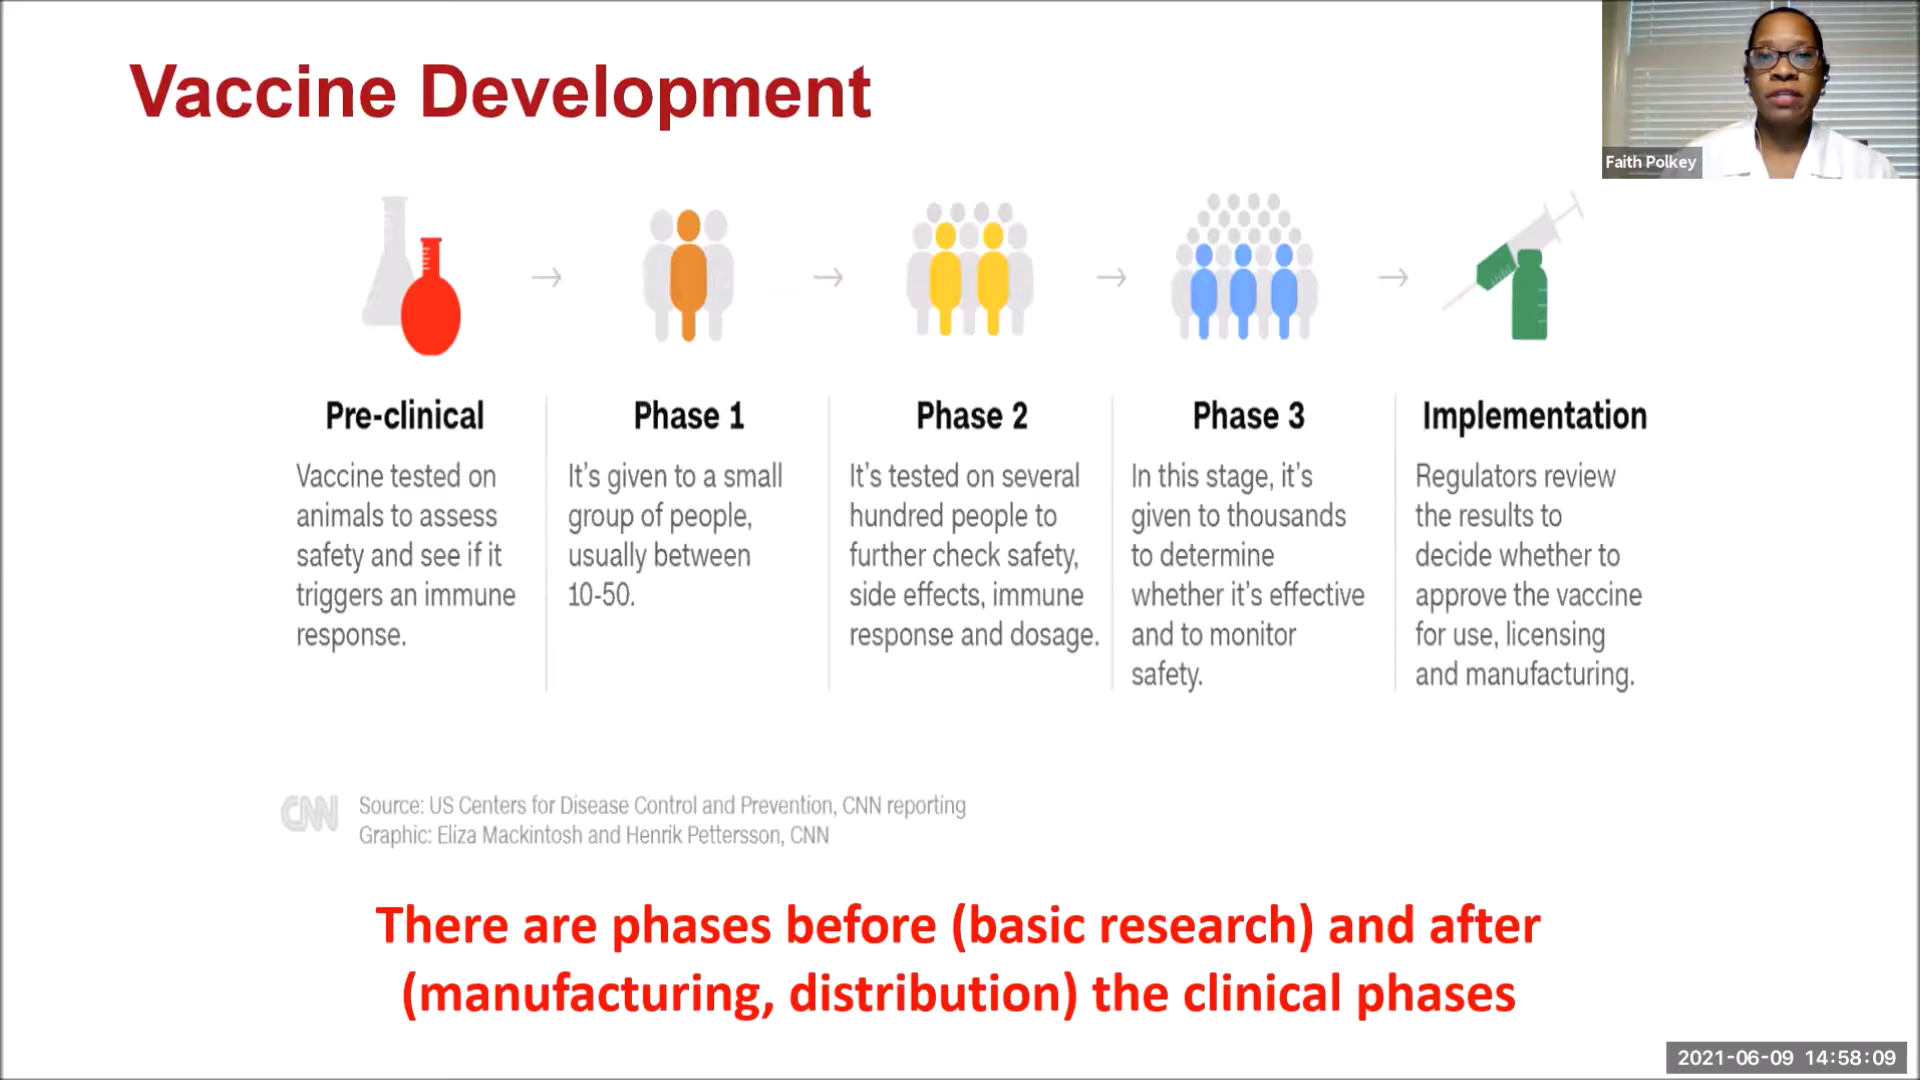 Vaccine Development
Faith Polkey
Pre-clinical
Vaccine tested on
animals to assess
safety and see if it
triggers an immune
response.
Phase 1
It's given to a small
group of people,
usually between
10-50.
Phase 2
It's tested on several
hundred people to
further check safety,
side effects, immune
response and dosage.
Phase 3
In this stage, it's
given to thousands
to determine
whether it's effective
and to monitor
safety.
Implementation
Regulators review
the results to
decide whether to
approve the vaccine
for use, licensing
and manufacturing.
CNN
Source: US Centers for Disease Control and Prevention, CNN reporting
Graphic: Eliza Mackintosh and Henrik Pettersson, CNN
There are phases before (basic research) and after
(manufacturing, distribution) the clinical phases
2021-06-09 14:58:09